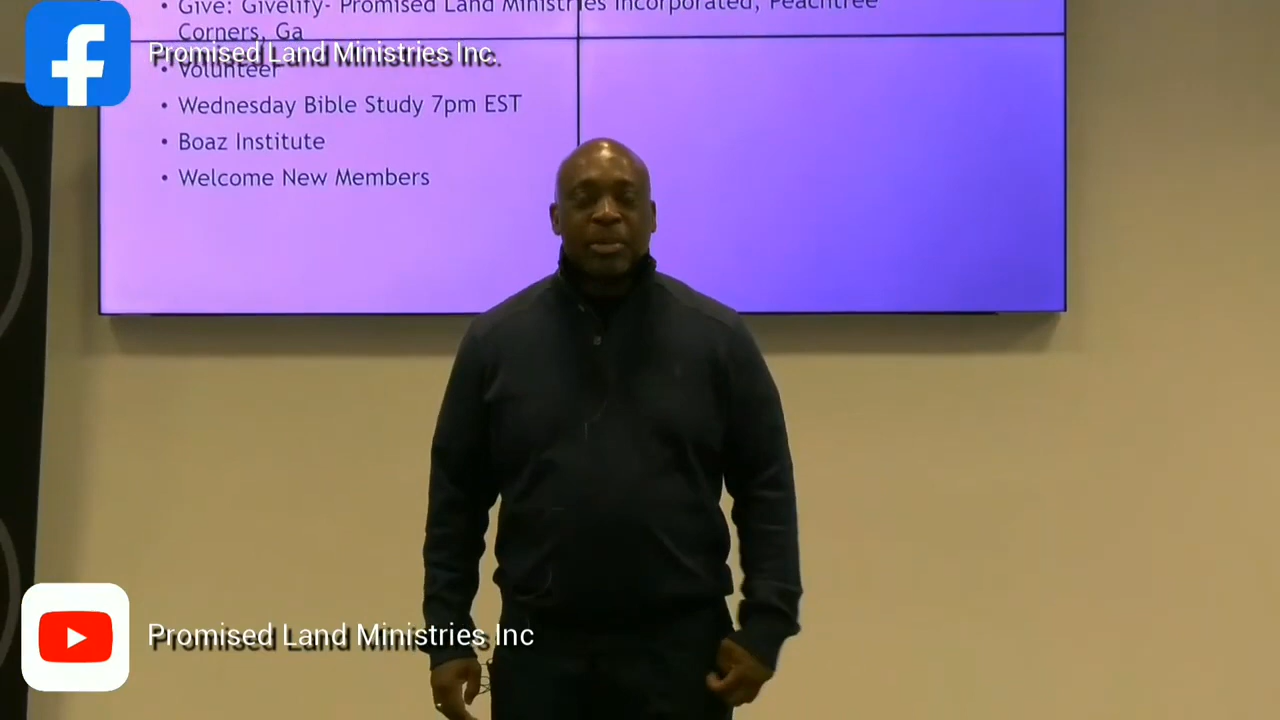 • Give: Givelify- Promised Land Ministries Incorporated, Peachtree
Corners, Ga
Promised Land Ministries Inc.
• Volunteer
• Wednesday Bible Study 7pm EST
• Boaz Institute
• Welcome New Members
Promised Land Ministries Inc